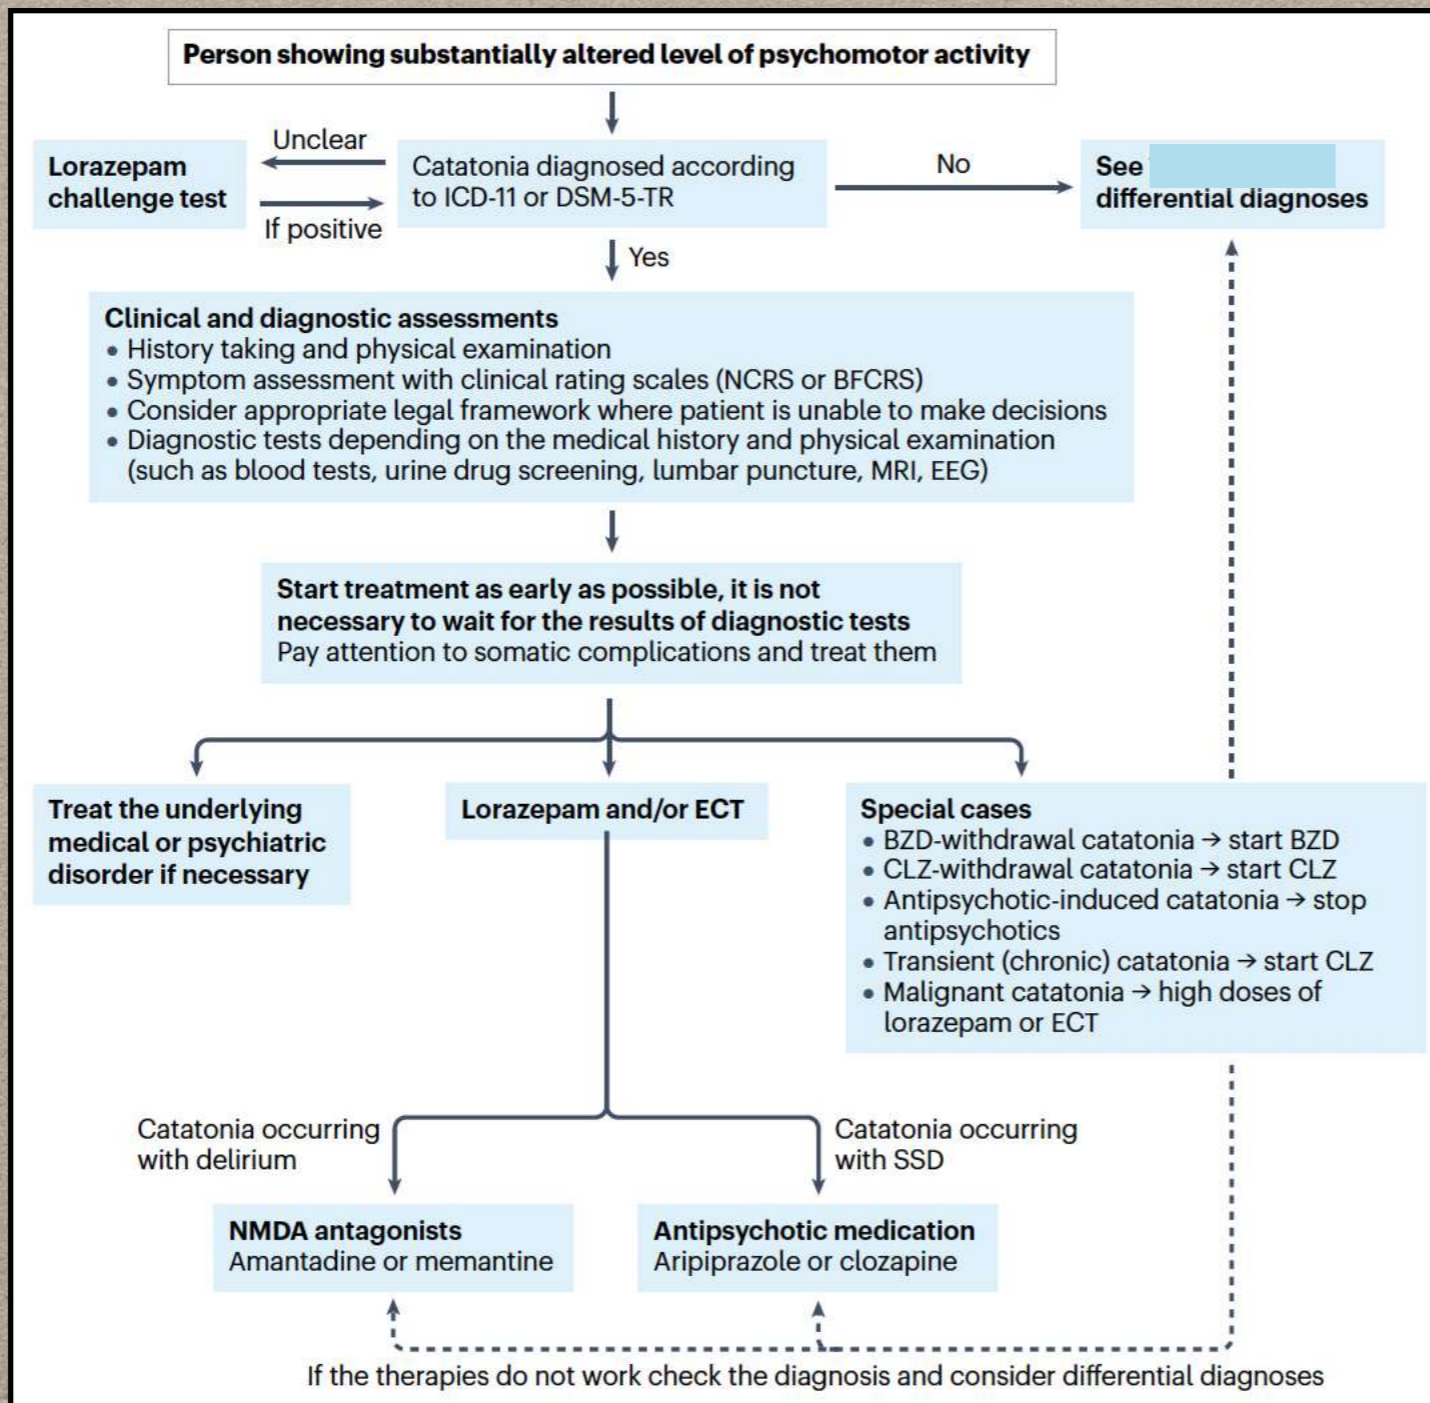 Person showing substantially altered level of psychomotor activity
Unclear
Lorazepam
challenge test
If positive
Catatonia diagnosed according
to ICD-11 or DSM-5-TR
No
See
differential diagnoses
Yes
Clinical and diagnostic assessments
• History taking and physical examination
• Symptom assessment with clinical rating scales (NCRS or BFCRS)
• Consider appropriate legal framework where patient is unable to make decisions
• Diagnostic tests depending on the medical history and physical examination
(such as blood tests, urine drug screening, lumbar puncture, MRI, EEG)
Start treatment as early as possible, it is not
necessary to wait for the results of diagnostic tests
Pay attention to somatic complications and treat them
Treat the underlying
medical or psychiatric
disorder if necessary
Lorazepam and/or ECT
Special cases
• BZD-withdrawal catatonia → start BZD
• CLZ-withdrawal catatonia → start CLZ
• Antipsychotic-induced catatonia → stop
antipsychotics
• Transient (chronic) catatonia → start CLZ
• Malignant catatonia → high doses of
lorazepam or ECT
Catatonia occurring
with delirium
Catatonia occurring
with SSD
NMDA antagonists
Amantadine or memantine
Antipsychotic medication
Aripiprazole or clozapine
If the therapies do not work check the diagnosis and consider differential diagnoses